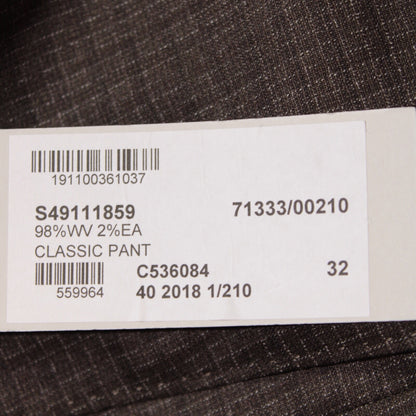 191100361037
S49111859 71333/00210
98%WV 2%EA
CLASSIC PANT
C536084 32
559964 40 2018 1/210